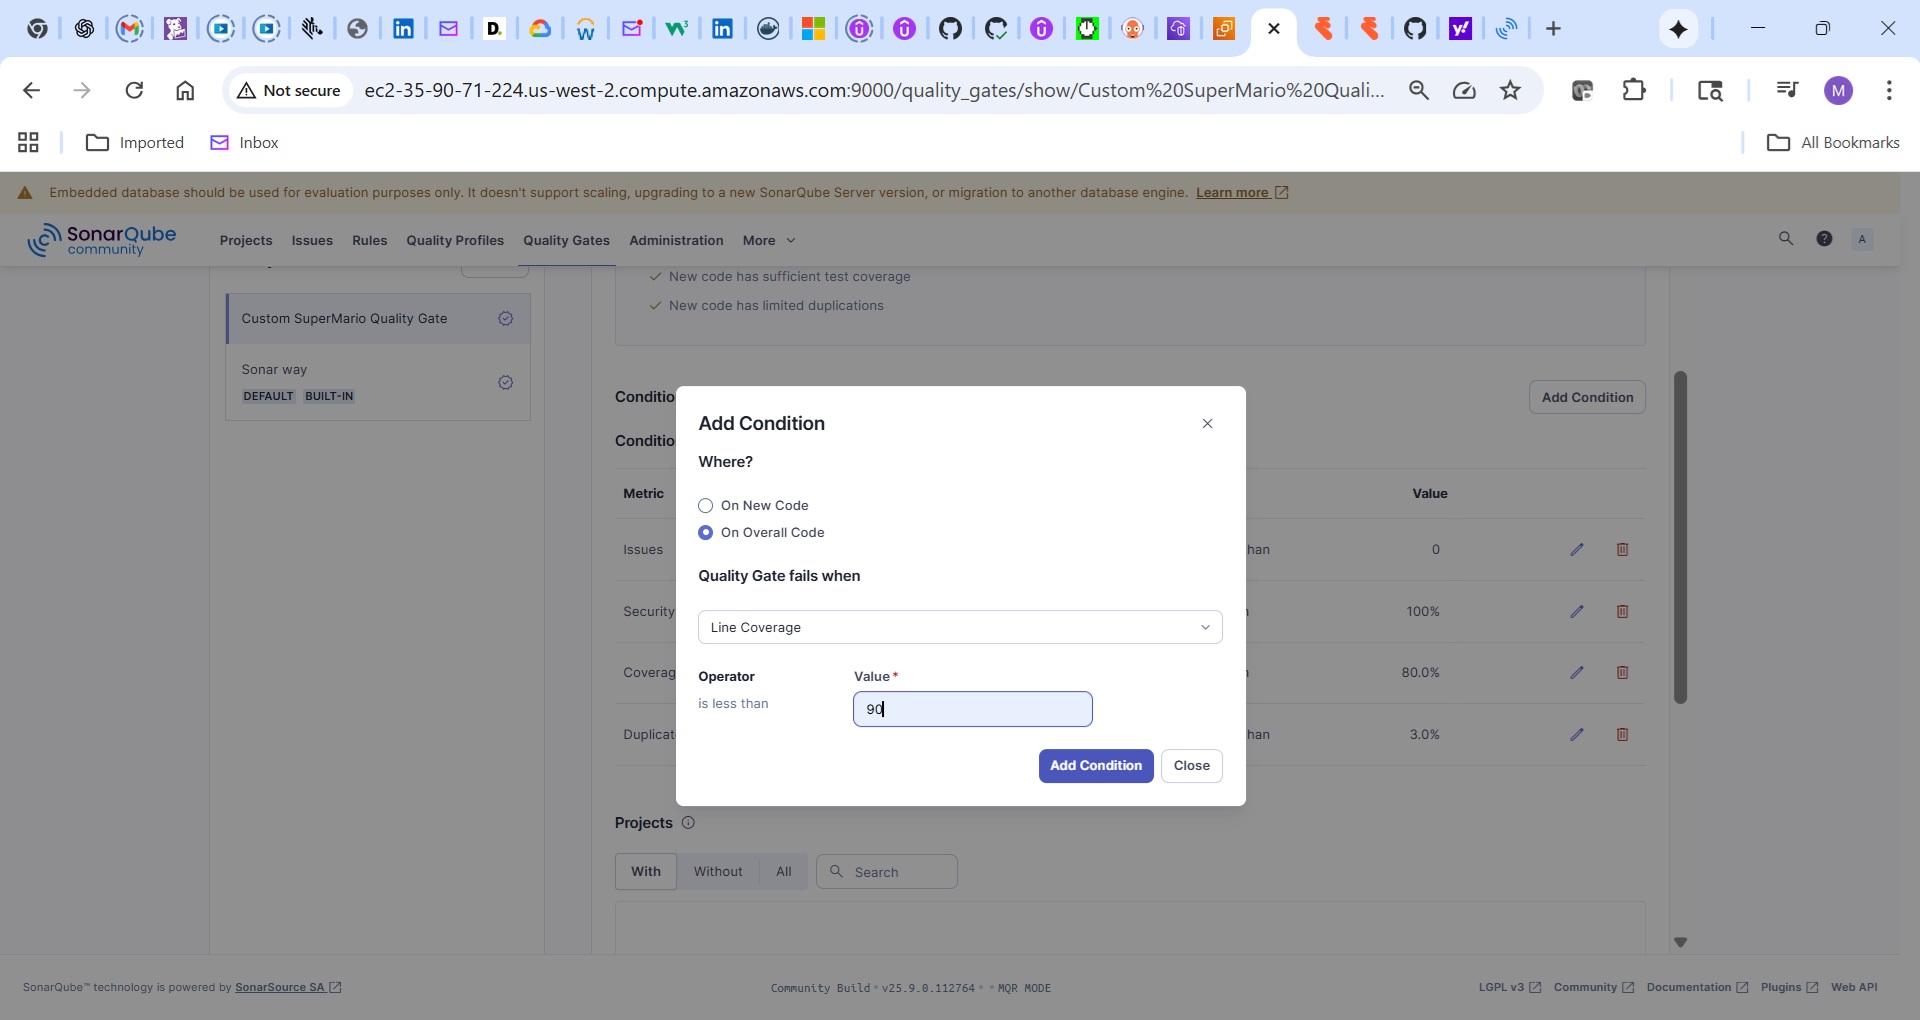 Not secure
ec2-35-90-71-224.us-west-2.compute.amazonaws.com:9000/quality_gates/show/Custom%20SuperMario%20Quali...
M
Imported
Inbox
All Bookmarks
Embedded database should be used for evaluation purposes only. It doesn't support scaling, upgrading to a new SonarQube Server version, or migration to another database engine. Learn more
SonarQube community
Projects Issues Rules Quality Profiles Quality Gates Administration More
A
New code has sufficient test coverage
New code has limited duplications
Custom SuperMario Quality Gate
Sonar way
DEFAULT BUILT-IN
Conditio
Add Condition
Conditio
Metric
Value
Issues
han
0
Security
100%
Coverag
80.0%
Duplicat
han
3.0%
Add Condition
Where?
On New Code
On Overall Code
Quality Gate fails when
Line Coverage
Operator
Value *
is less than
90
Add Condition
Close
Projects
With Without All
Search
SonarQube™ technology is powered by SonarSource SA
Community Build • v25.9.0.112764 • • MQR MODE
LGPL v3 Community Documentation Plugins Web API